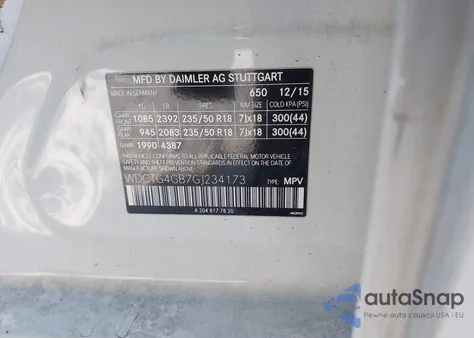 MFD BY DAIMLER AG STUTTGART
MADE IN GERMANY 650 12/15
KG LB TIRES RIM SIZE COLD KPA (PSI)
GAWR FRONT 1085 2392 235/50 R18 7Jx18 300(44)
GAWR REAR 945 2083 235/50 R18 7Jx18 300(44)
GVWR 1990 4387
THIS VEHICLE CONFORMS TO ALL APPLICABLE FEDERAL MOTOR VEHICLE
SAFETY, BUMPER, AND THEFT PREVENTION STANDARDS IN EFFECT ON THE
DATE OF MANUFACTURE SHOWN ABOVE.
WDCTG4GB7GJ234173 TYPE: MPV
A 204 817 78 20
autoSnap
Pewne auto z dostawą USA - EU